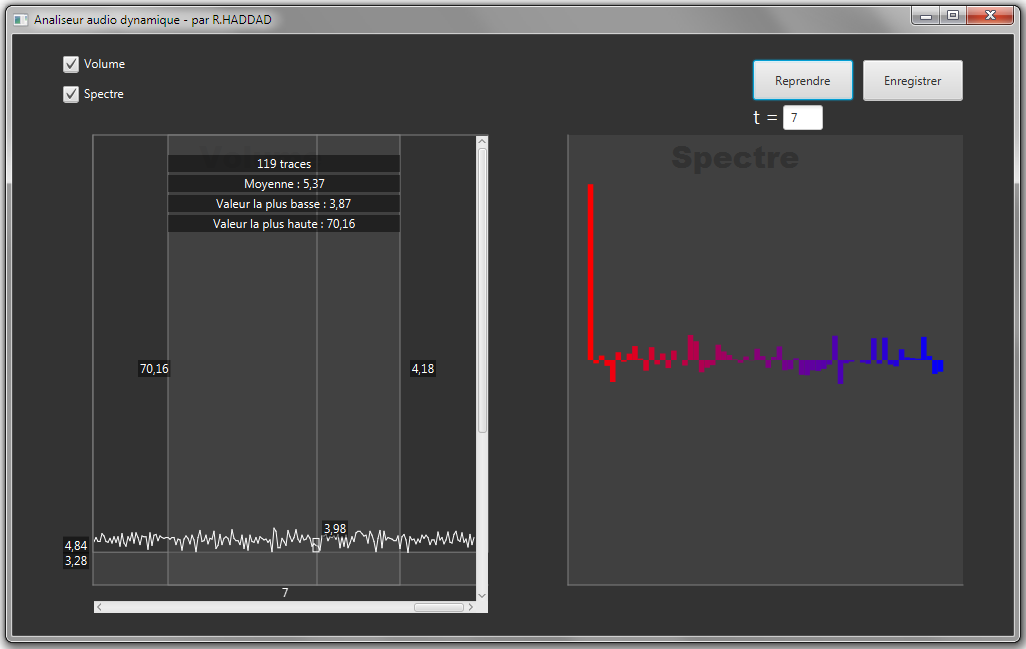 Analiseur audio dynamique - par R.HADDAD
Volume
Spectre
Reprendre
Enregistrer
t = 7
Volume
119 traces
Moyenne : 5,37
Valeur la plus basse : 3,87
Valeur la plus haute : 70,16
Spectre
70,16
4,18
3,98
4,84
3,28
7